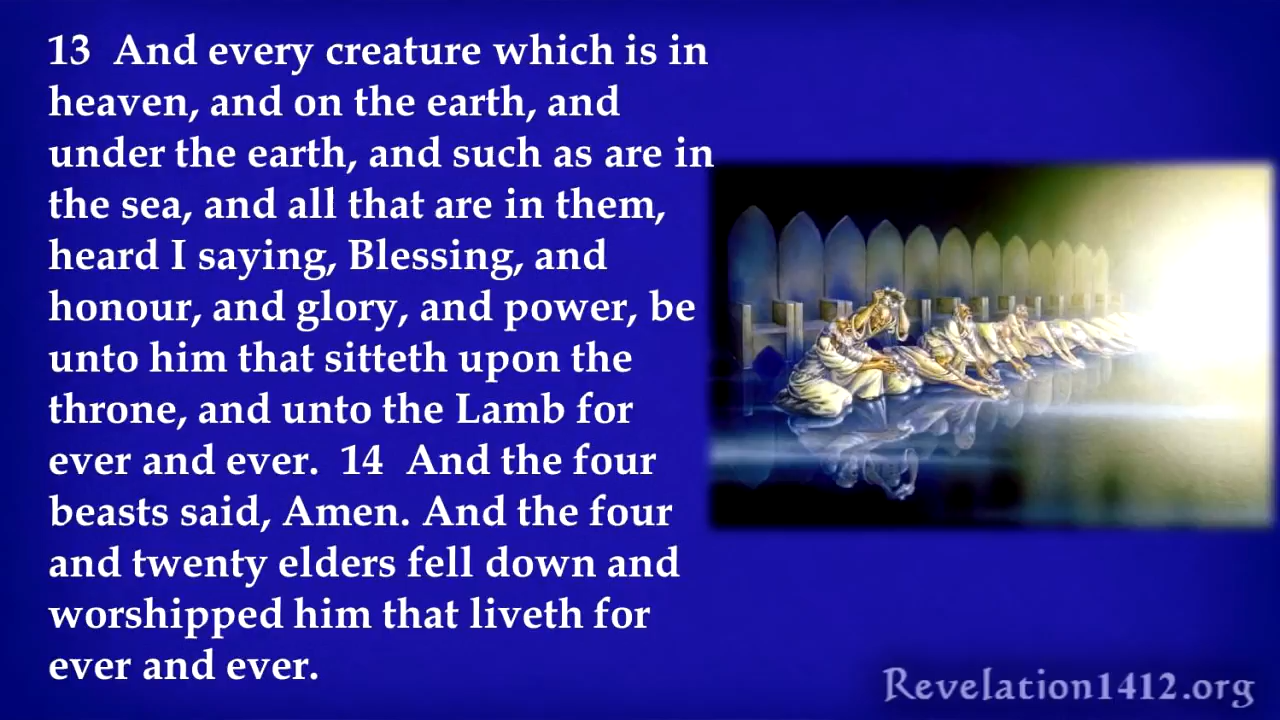 13  And every creature which is in
heaven, and on the earth, and
under the earth, and such as are in
the sea, and all that are in them,
heard I saying, Blessing, and
honour, and glory, and power, be
unto him that sitteth upon the
throne, and unto the Lamb for
ever and ever.  14  And the four
beasts said, Amen. And the four
and twenty elders fell down and
worshipped him that liveth for
ever and ever.
Revelation1412.org